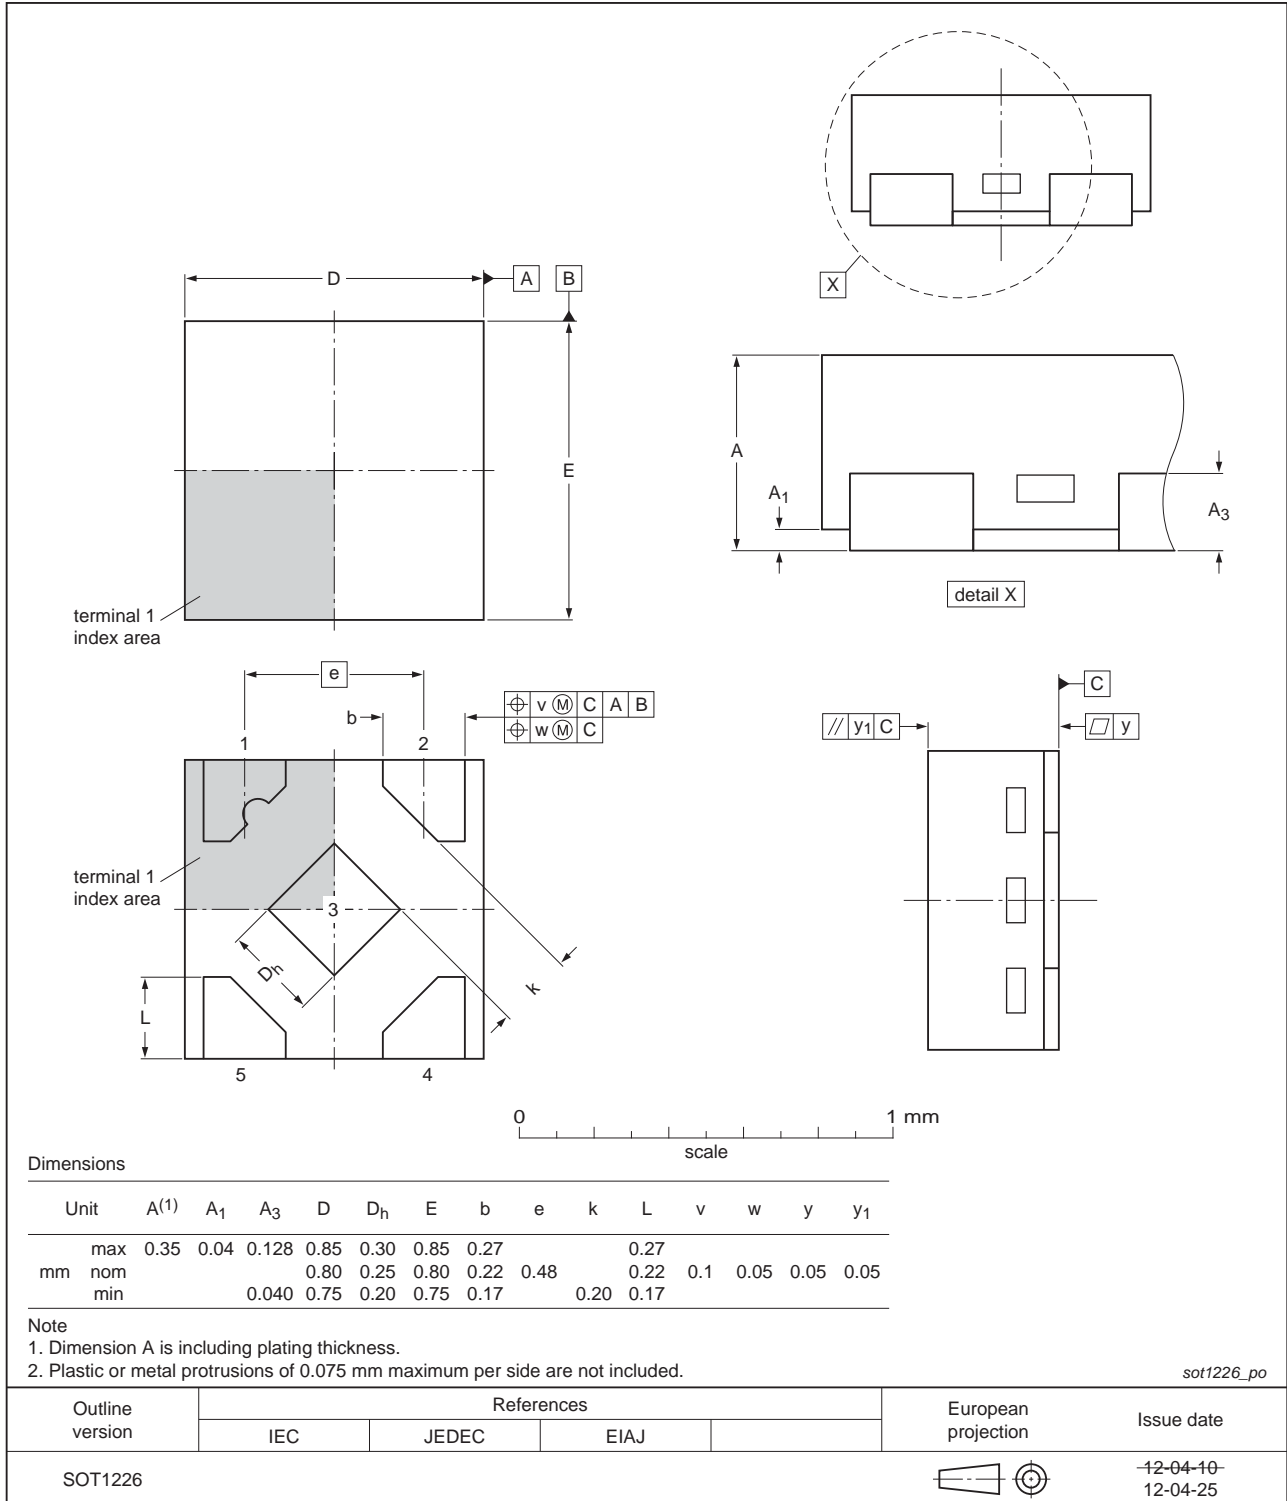 X
D
A
B
E
terminal 1
index area
A
A1
A3
detail X
e
b
v M C A B
w M C
1
2
terminal 1
index area
3
Dh
k
L
5
4
C
// y1 C
y
0
1 mm
scale
Dimensions
Unit A(1) A1 A3 D Dh E b e k L v w y y1
max 0.35 0.04 0.128 0.85 0.30 0.85 0.27 0.27
mm nom 0.80 0.25 0.80 0.22 0.48 0.22 0.1 0.05 0.05 0.05
min 0.040 0.75 0.20 0.75 0.17 0.20 0.17
Note
1. Dimension A is including plating thickness.
2. Plastic or metal protrusions of 0.075 mm maximum per side are not included.
sot1226_po
Outline
version
References
IEC JEDEC EIAJ
European
projection
Issue date
SOT1226
12-04-10
12-04-25